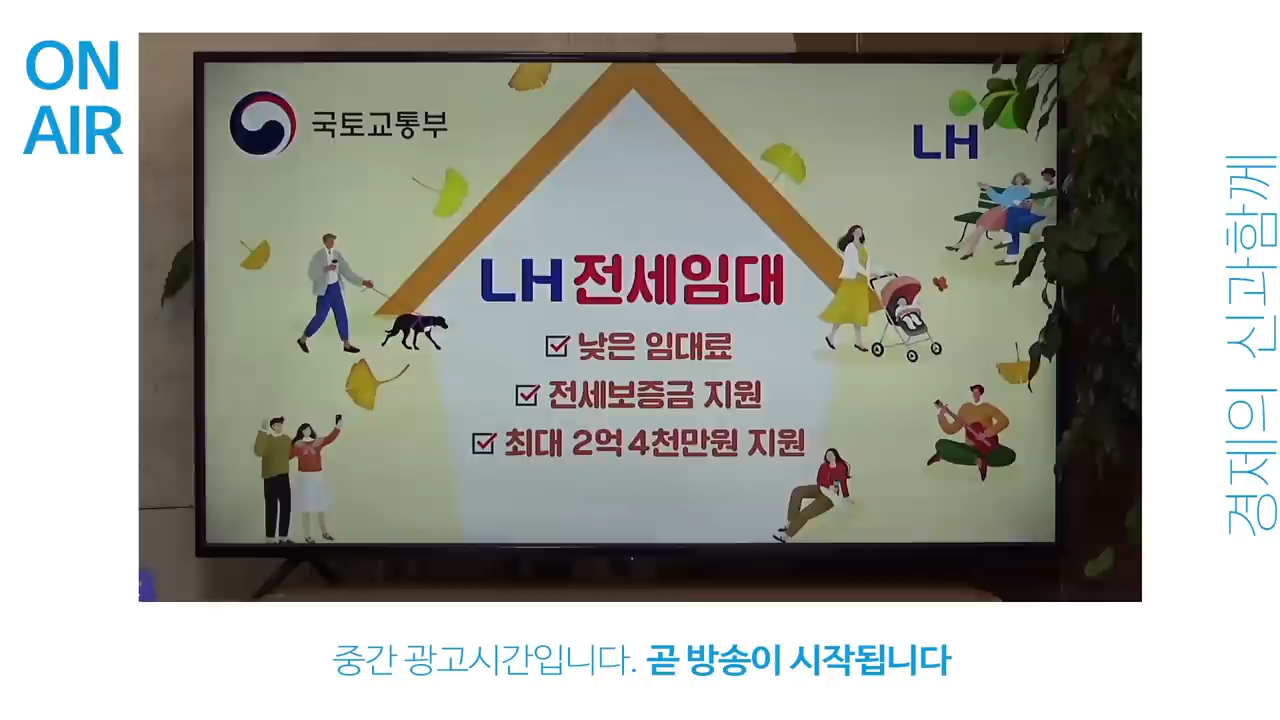 ON
AIR
국토교통부
LH
LH 전세임대
낮은 임대료
전세보증금 지원
최대 2억 4천만원 지원
경제의 신과함께
중간 광고시간입니다. 곧 방송이 시작됩니다